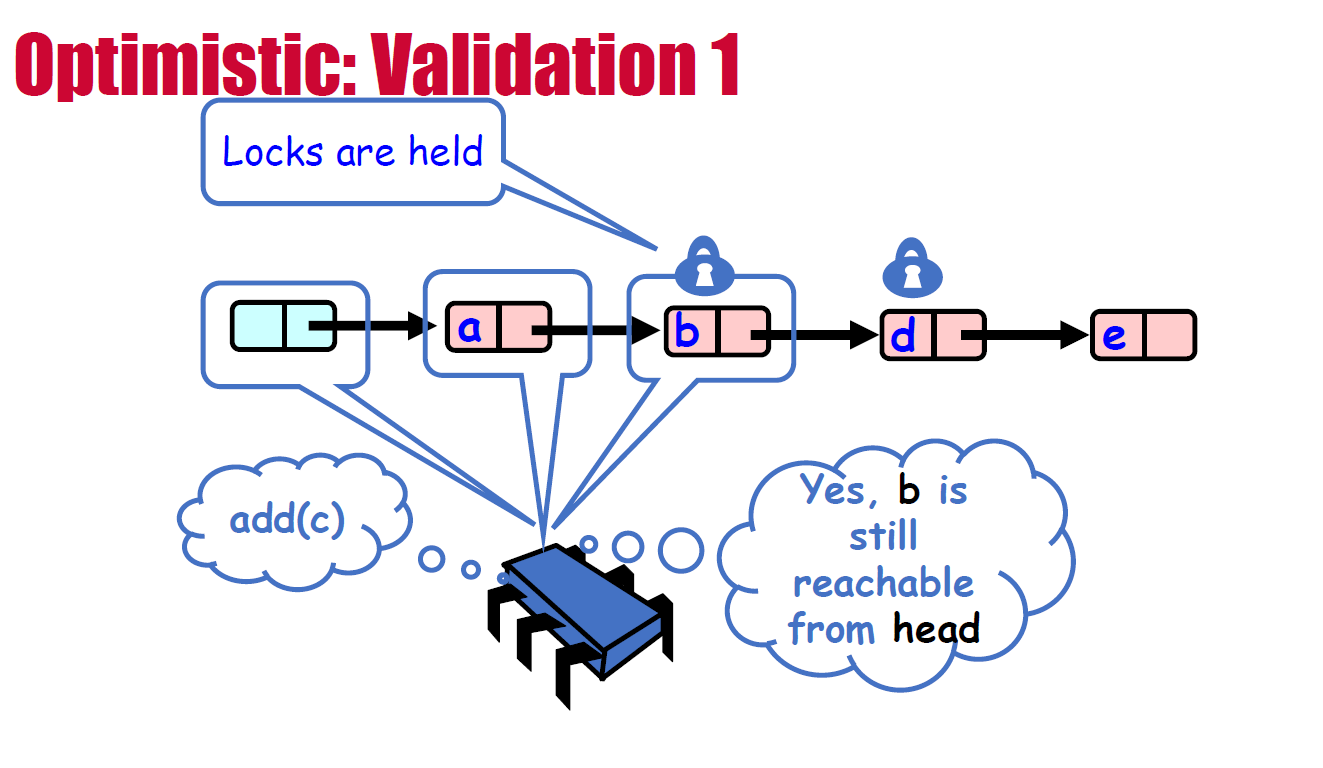 Optimistic: Validation 1
Locks are held
a
b
d
e
add(c)
Yes, b is
still
reachable
from head